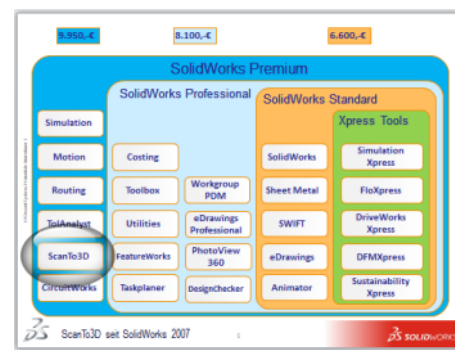 9.950,-€
8.100,-€
6.600,-€
SolidWorks Premium
SolidWorks Professional
SolidWorks Standard
Xpress Tools
Simulation
Motion
Routing
TolAnalyst
ScanTo3D
CircuitWorks
Costing
Toolbox
Utilities
FeatureWorks
Taskplaner
Workgroup
PDM
eDrawings
Professional
PhotoView
360
DesignChecker
SolidWorks
Sheet Metal
SWIFT
eDrawings
Animator
Simulation
Xpress
FloXpress
DriveWorks
Xpress
DFMXpress
Sustainability
Xpress
ScanTo3D seit SolidWorks 2007
SOLIDWORKS